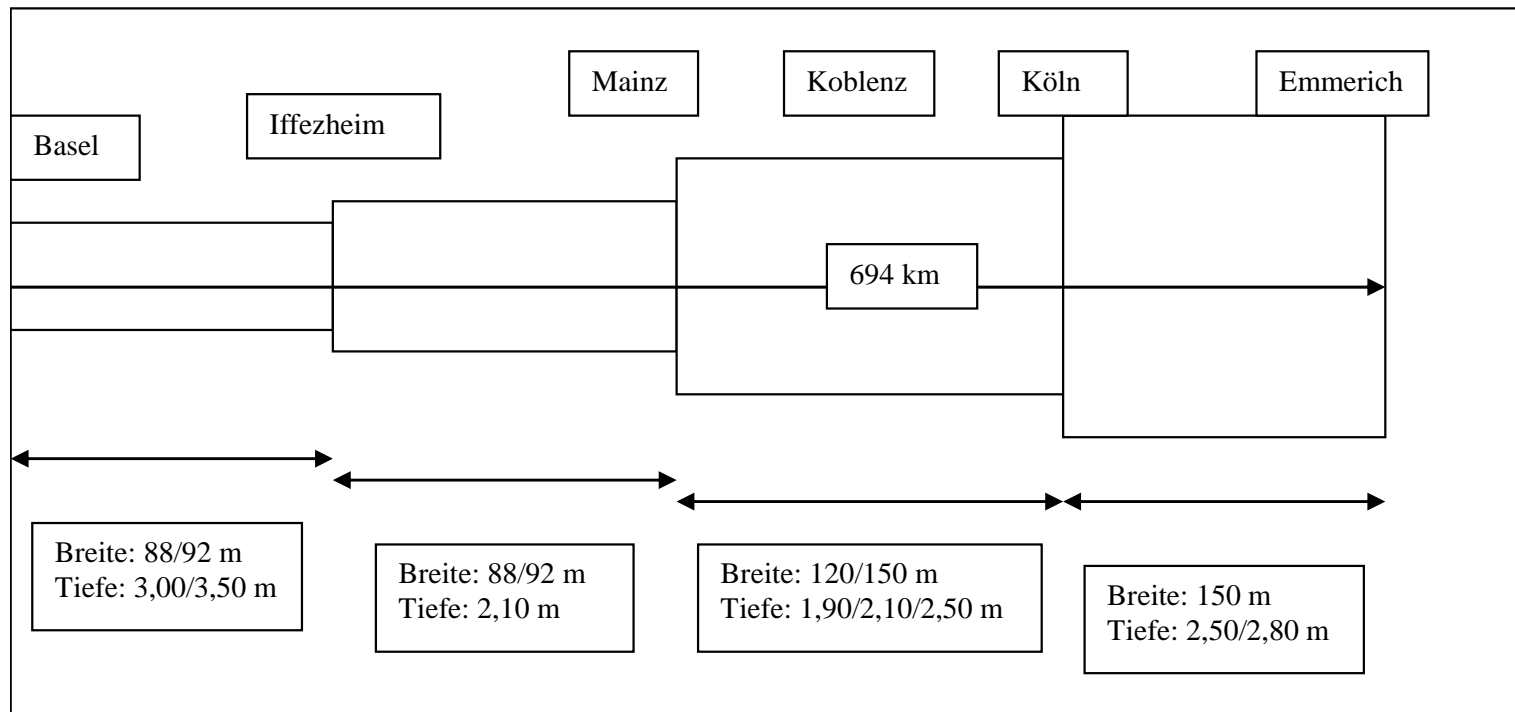 Mainz
Koblenz
Köln
Emmerich
Iffezheim
Basel
694 km
Breite: 88/92 m
Tiefe: 3,00/3,50 m
Breite: 88/92 m
Tiefe: 2,10 m
Breite: 120/150 m
Tiefe: 1,90/2,10/2,50 m
Breite: 150 m
Tiefe: 2,50/2,80 m